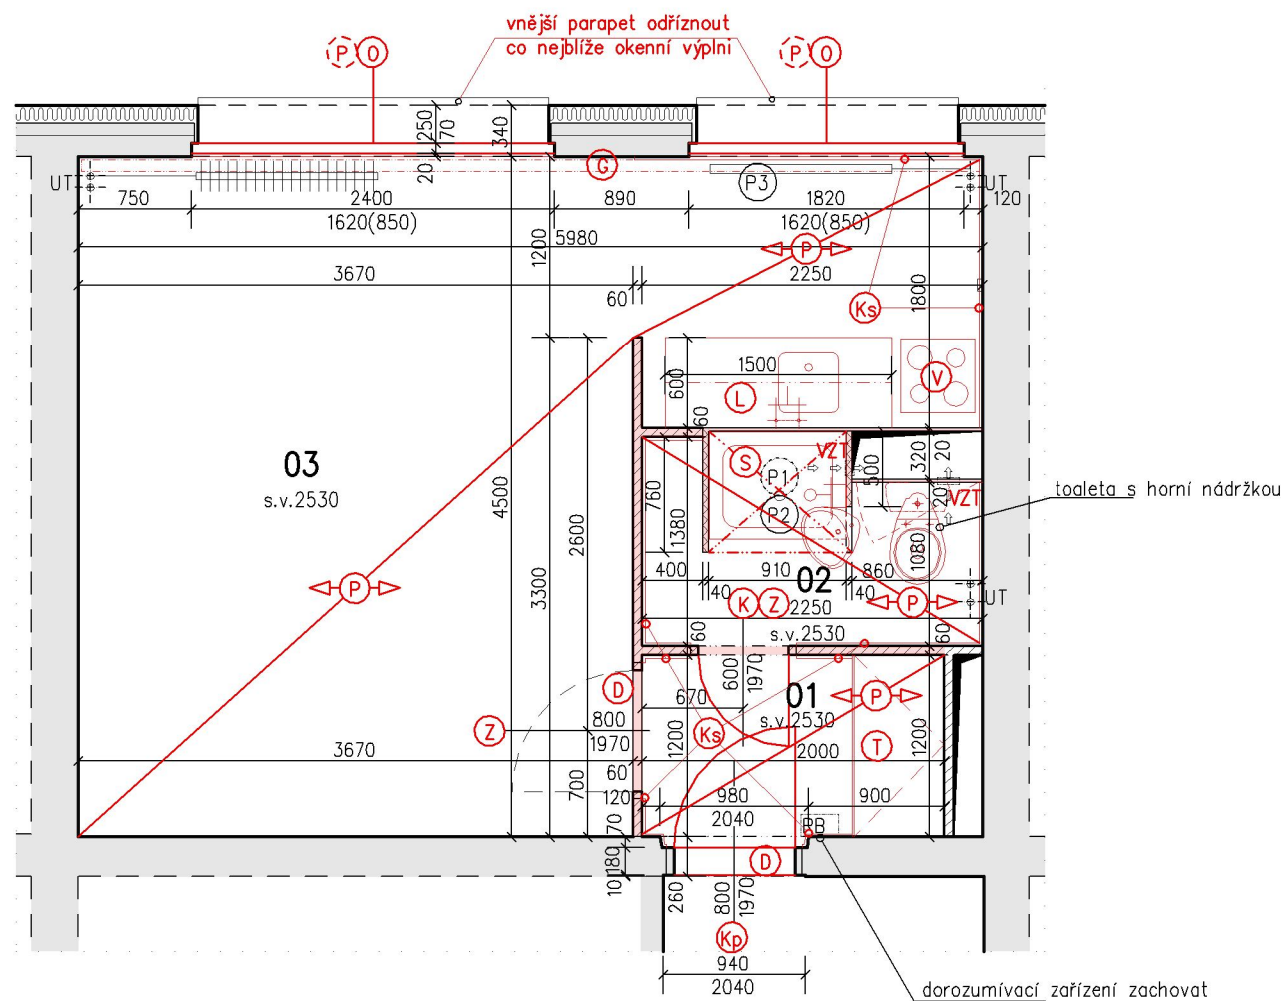 vnější parapet odříznout
co nejblíže okenní výplni
P O
P O
250
70
340
20
G
P3
UT
UT
750
2400
890
1820
120
1620(850)
1620(850)
5980
1200
P
3670
2250
60
Ks
1800
1500
600
L
V
60
03
s.v.2530
S
VZT
P1
P2
500
320
20
20
VZT
toaleta s horní nádržkou
760
1380
4500
2600
3300
1080
400
910
860
40
40
02
P
P
K Z
2250
UT
s.v.2530
60
60
D
600
1970
01
P
670
s.v.2530
Z
800
1970
Ks
1200
2000
T
1200
3670
60
700
120
980
900
2040
70
PB
180
10
D
260
800
1970
Kp
940
2040
dorozumívací zařízení zachovat